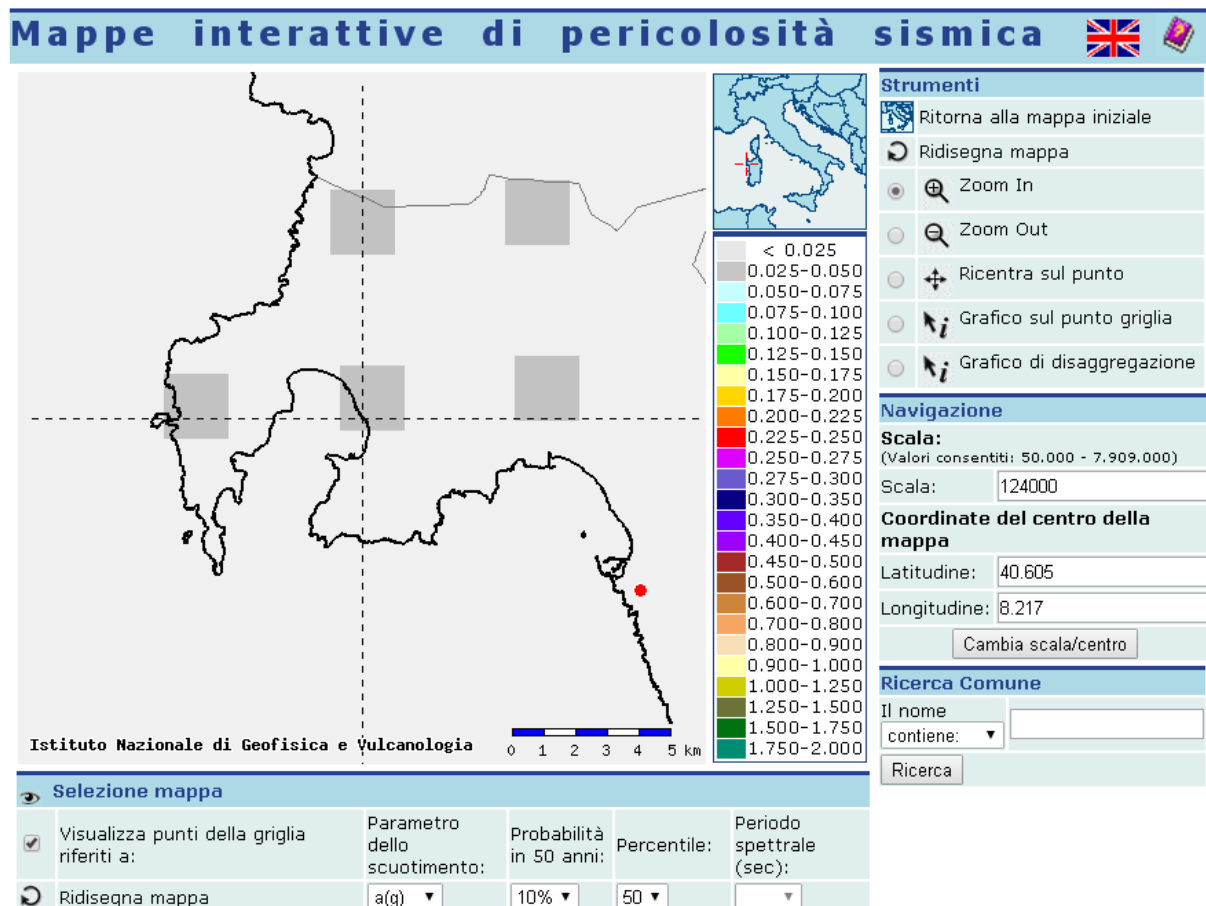 Mappe interattive di pericolosità sismica
Istituto Nazionale di Geofisica e Vulcanologia
0 1 2 3 4 5 km
< 0.025
0.025-0.050
0.050-0.075
0.075-0.100
0.100-0.125
0.125-0.150
0.150-0.175
0.175-0.200
0.200-0.225
0.225-0.250
0.250-0.275
0.275-0.300
0.300-0.350
0.350-0.400
0.400-0.450
0.450-0.500
0.500-0.600
0.600-0.700
0.700-0.800
0.800-0.900
0.900-1.000
1.000-1.250
1.250-1.500
1.500-1.750
1.750-2.000
Strumenti
Ritorna alla mappa iniziale
Ridisegna mappa
Zoom In
Zoom Out
Ricentra sul punto
Grafico sul punto griglia
Grafico di disaggregazione
Navigazione
Scala:
(Valori consentiti: 50.000 - 7.909.000)
Scala: 124000
Coordinate del centro della
mappa
Latitudine: 40.605
Longitudine: 8.217
Cambia scala/centro
Ricerca Comune
Il nome
contiene:
Ricerca
Selezione mappa
Visualizza punti della griglia
riferiti a:
Parametro
dello
scuotimento:
Probabilità
in 50 anni:
Percentile:
Periodo
spettrale
(sec):
Ridisegna mappa
a(g)
10%
50